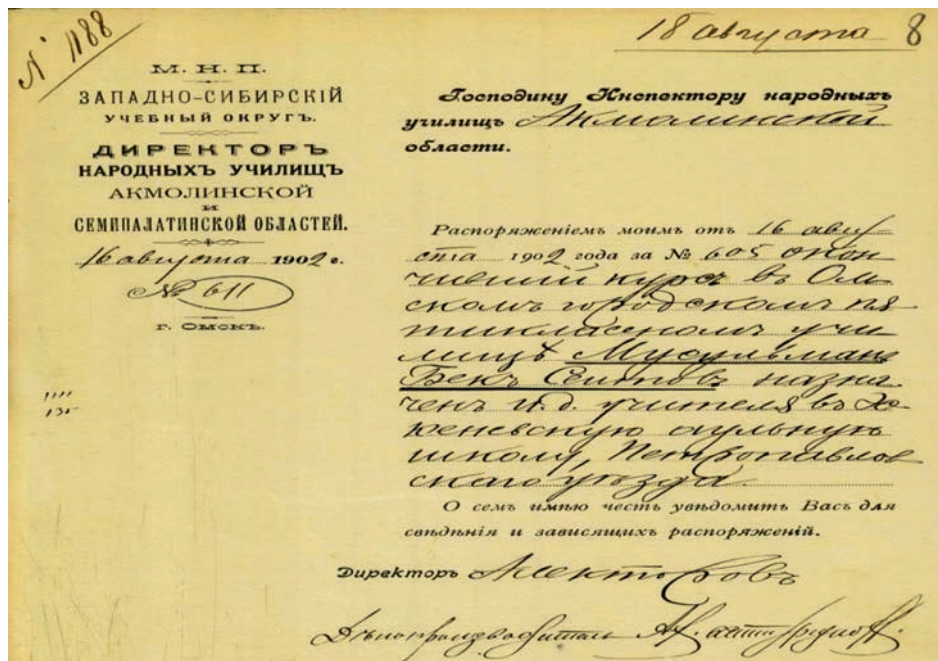 N 1188
18 августа 8
М. Н. П.
ЗАПАДНО-СИБИРСКІЙ
УЧЕБНЫЙ ОКРУГЪ.
ДИРЕКТОРЪ
НАРОДНЫХЪ УЧИЛИЩЪ
АКМОЛИНСКОЙ
И
СЕМИПАЛАТИНСКОЙ ОБЛАСТЕЙ.
16 августа 1902 г.
№ 611
Г. ОМСКЪ.
Господину Инспектору народныхъ
училищъ Акмолинской
области.
Распоряженіемъ моимъ отъ 16 авгу-
ста 1902 года за № 605 окон
чившій курсъ въ Ом
скомъ городскомъ пя
тиклассномъ учи
лищѣ Мусульманъ
Бекъ Сеитовъ назна
ченъ и.д. учителя въ
женевскую аульную
школу, Петропавлов
скаго уѣзда.
О семъ имѣю честь увѣдомить Васъ для
свѣдѣнія и зависящихъ распоряженій.
Директоръ Алекторовъ
Дѣлопроизводитель